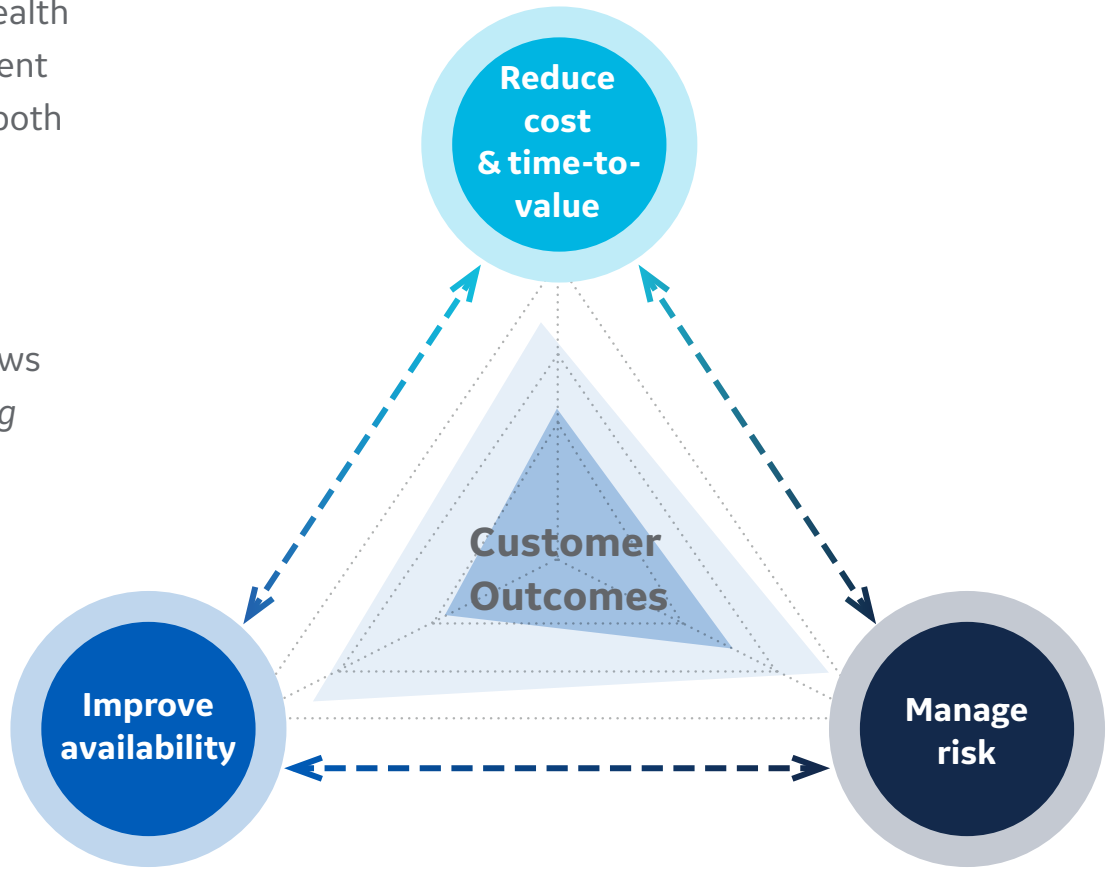 ealth
ent
both
ws
g
Reduce
cost
& time-to-
value
Customer
Outcomes
Improve
availability
Manage
risk